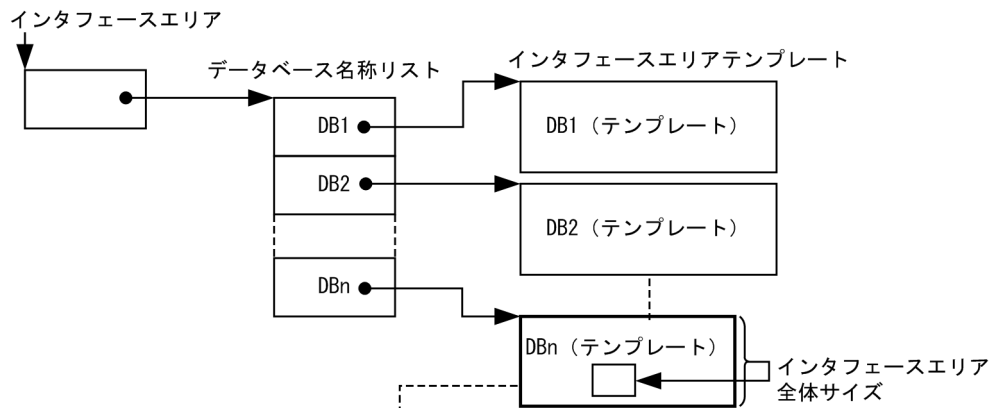 インタフェースエリア
データベース名称リスト
インタフェースエリアテンプレート
DB1
DB1（テンプレート）
DB2
DB2（テンプレート）
DBn
DBn（テンプレート）
インタフェースエリア
全体サイズ